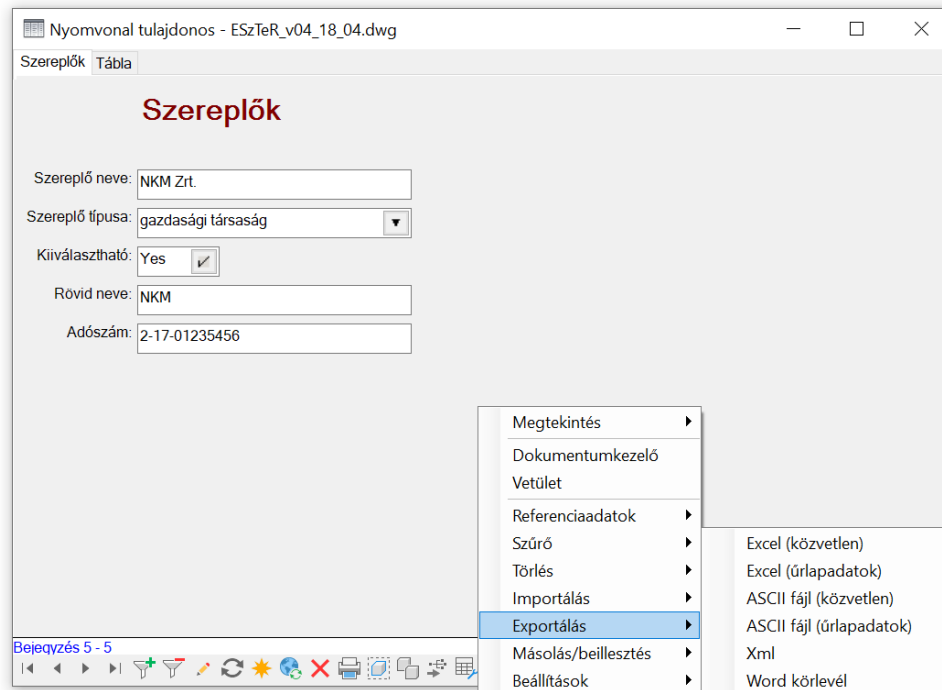 Nyomvonal tulajdonos - ESzTeR_v04_18_04.dwg
Szereplők Tábla
Szereplők
Szereplő neve: NKM Zrt.
Szereplő típusa: gazdasági társaság
Kiiválasztható: Yes
Rövid neve: NKM
Adószám: 2-17-01235456
Megtekintés
Dokumentumkezelő
Vetület
Referenciaadatok
Szűrő
Törlés
Importálás
Exportálás
Másolás/beillesztés
Beállítások
Excel (közvetlen)
Excel (űrlapadatok)
ASCII fájl (közvetlen)
ASCII fájl (űrlapadatok)
Xml
Word körlevél
Bejegyzés 5 - 5